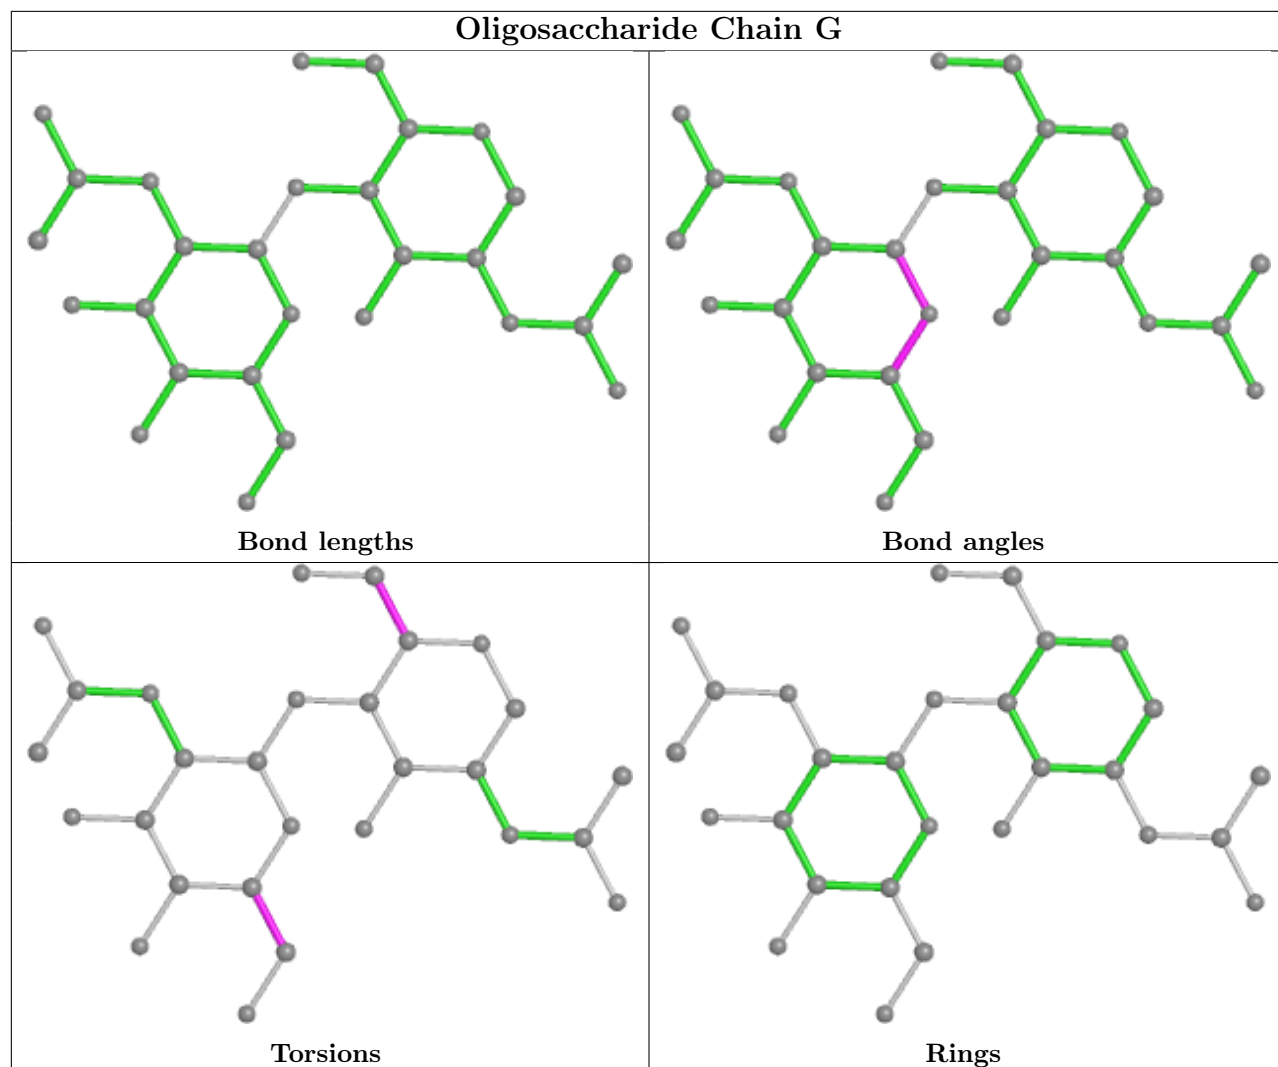 Oligosaccharide Chain G
Bond lengths
Bond angles
Torsions
Rings